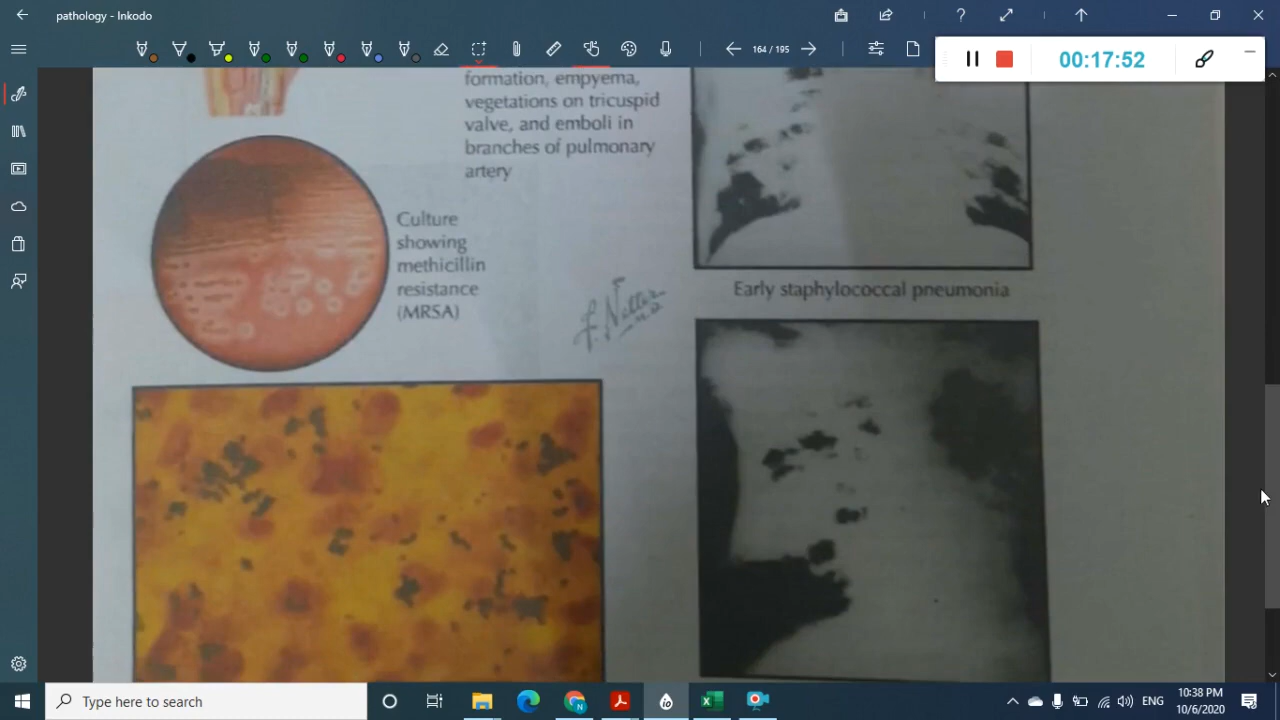 pathology - Inkodo
164 / 195
00:17:52
formation, empyema,
vegetations on tricuspid
valve, and emboli in
branches of pulmonary
artery
Culture
showing
methicillin
resistance
(MRSA)
f. Netter
M.D.
Early staphylococcal pneumonia
Type here to search
ENG
10:38 PM
10/6/2020